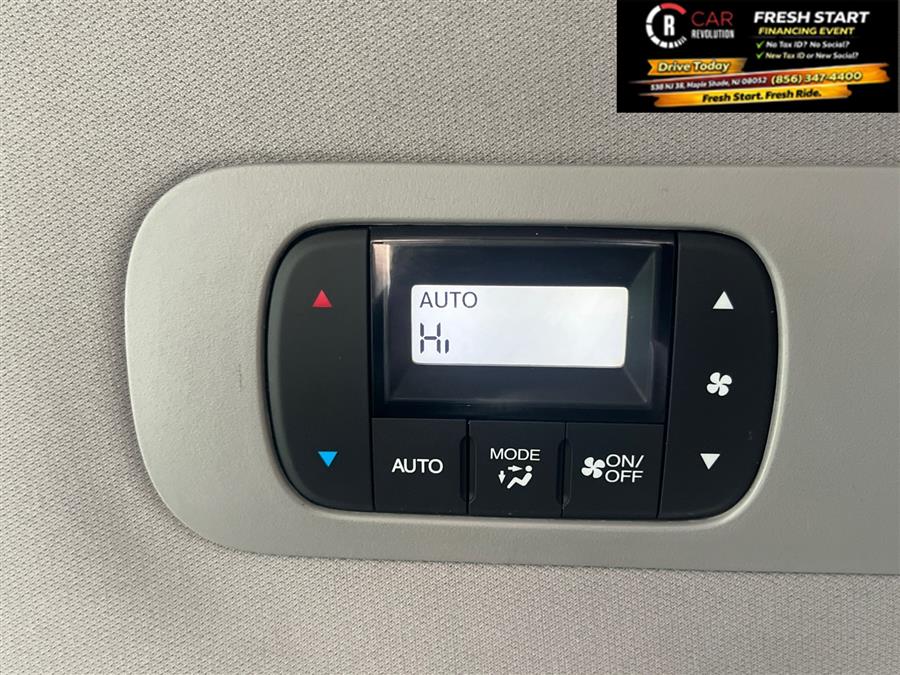 R CAR
REVOLUTION
FRESH START
FINANCING EVENT
✓ No Tax ID? No Social?
✓ New Tax ID or New Social?
Drive Today
538 NJ 38, Maple Shade, NJ 08052 (856) 347-4400
Fresh Start. Fresh Ride.
AUTO
Hi
AUTO
MODE
ON/
OFF